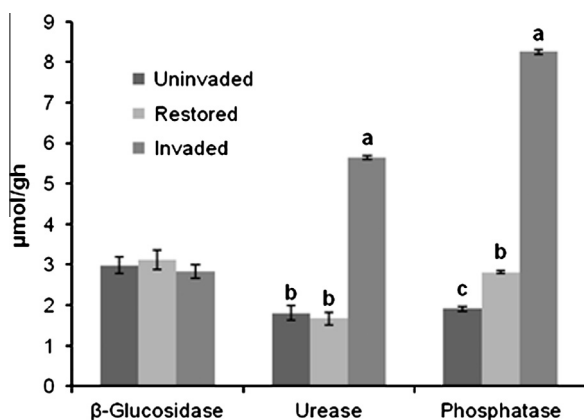 9
8
7
6
5
4
3
2
1
0
µmol/gh
Uninvaded
Restored
Invaded
b b a
c b a
β-Glucosidase Urease Phosphatase